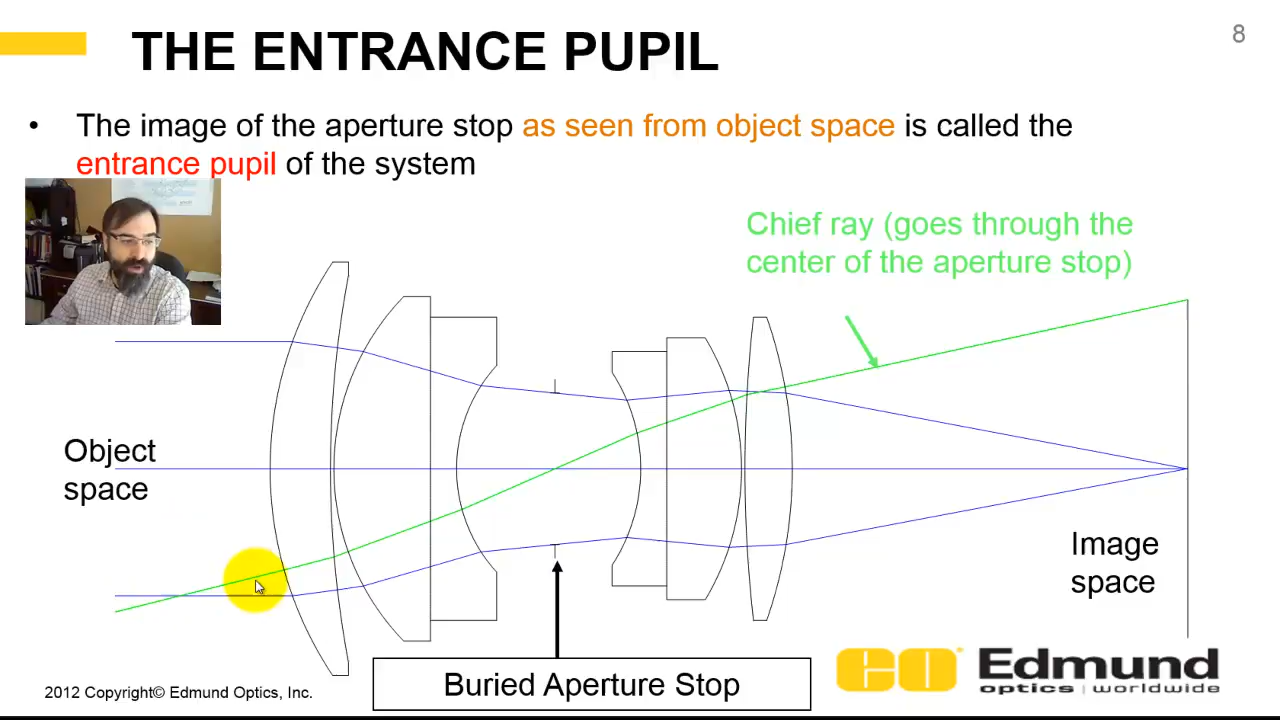 8
THE ENTRANCE PUPIL
• The image of the aperture stop as seen from object space is called the
entrance pupil of the system
Chief ray (goes through the
center of the aperture stop)
Object
space
Image
space
Buried Aperture Stop
2012 Copyright© Edmund Optics, Inc.
EO Edmund
optics | worldwide